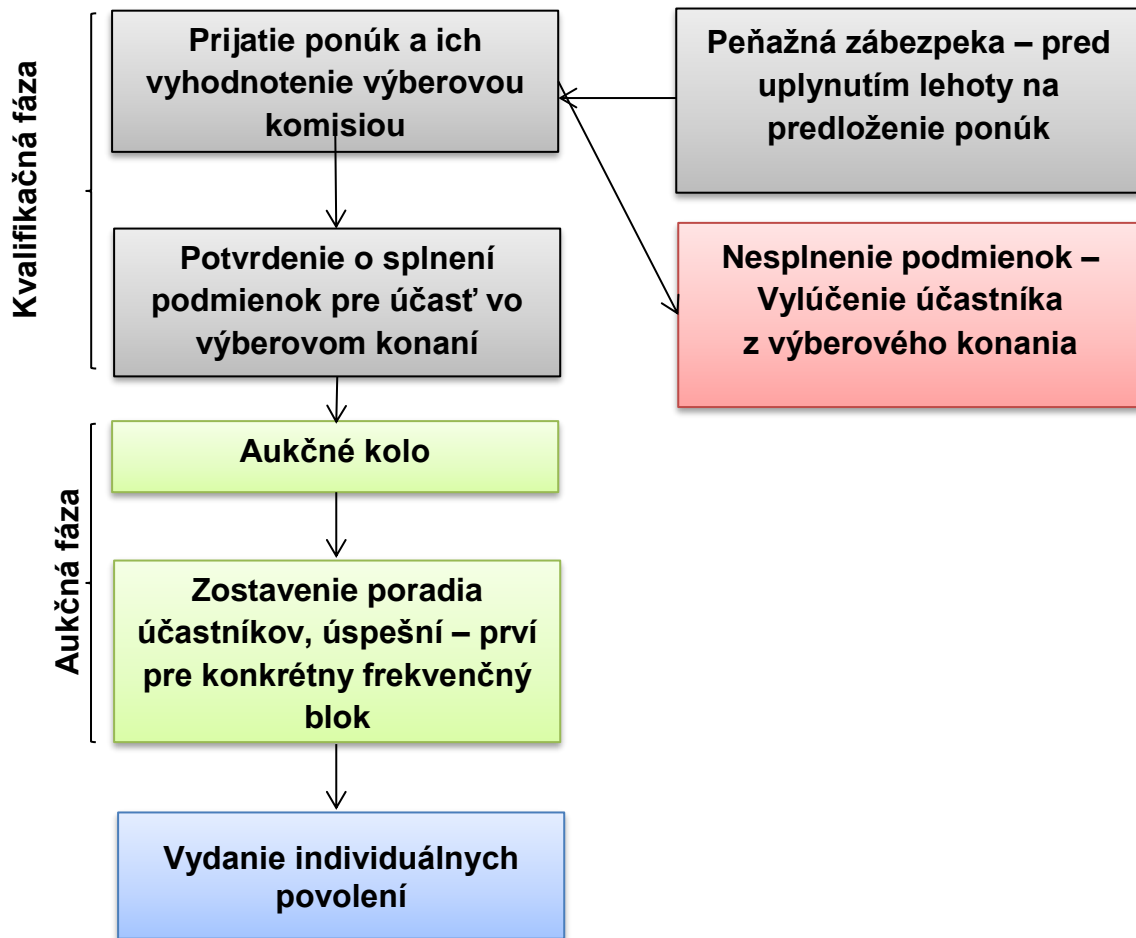 Kvalifikačná fáza
Prijatie ponúk a ich
vyhodnotenie výberovou
komisiou
Peňažná zábezpeka – pred
uplynutím lehoty na
predloženie ponúk
Potvrdenie o splnení
podmienok pre účasť vo
výberovom konaní
Nesplnenie podmienok –
Vylúčenie účastníka
z výberového konania
Aukčná fáza
Aukčné kolo
Zostavenie poradia
účastníkov, úspešní – prví
pre konkrétny frekvenčný
blok
Vydanie individuálnych
povolení